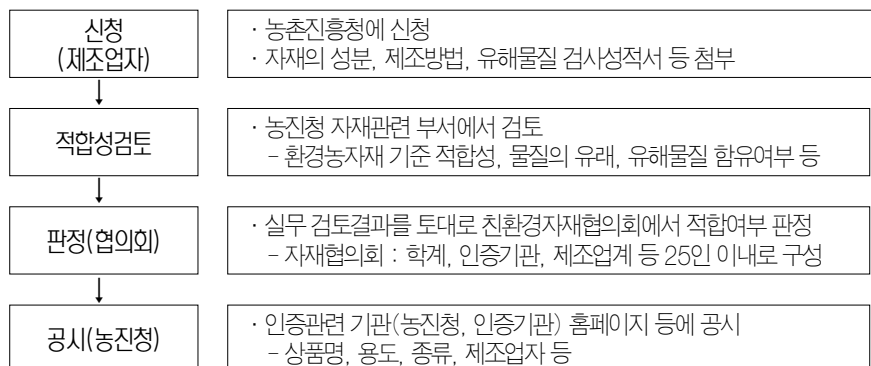 신청
(제조업자)
· 농촌진흥청에 신청
· 자재의 성분, 제조방법, 유해물질 검사성적서 등 첨부
적합성검토
· 농진청 자재관련 부서에서 검토
- 환경농자재 기준 적합성, 물질의 유래, 유해물질 함유여부 등
판정(협의회)
· 실무 검토결과를 토대로 친환경자재협의회에서 적합여부 판정
- 자재협의회 : 학계, 인증기관, 제조업계 등 25인 이내로 구성
공시(농진청)
· 인증관련 기관(농진청, 인증기관) 홈페이지 등에 공시
- 상품명, 용도, 종류, 제조업자 등